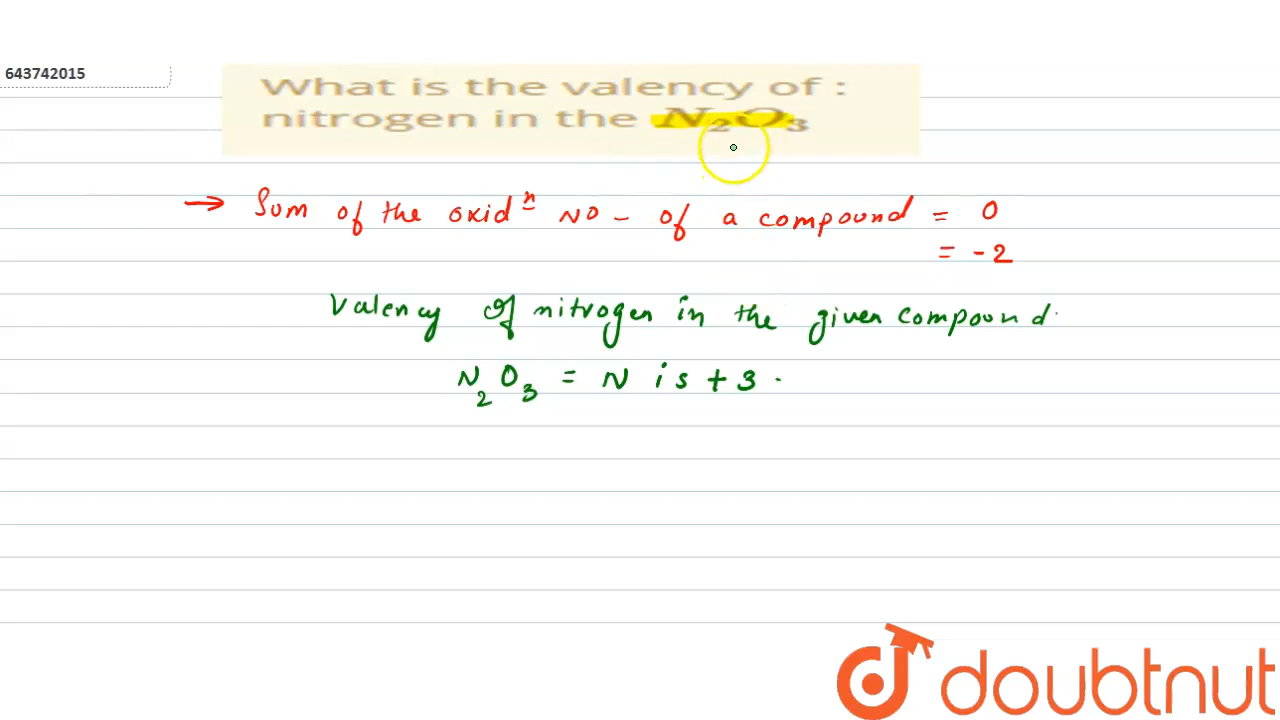 643742015
What is the valency of :
nitrogen in the N₂O₃
→ Sum of the oxidⁿ NO - of a compound = 0
= -2
Valency of nitrogen in the given compound.
N₂O₃ = N is +3.
doubtnut